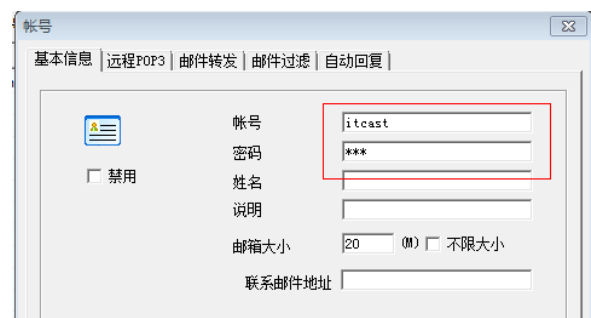 帐号
基本信息 远程POP3 邮件转发 邮件过滤 自动回复
帐号 itcast
密码 ***
禁用 姓名
说明
邮箱大小 20 (M) 不限大小
联系邮件地址